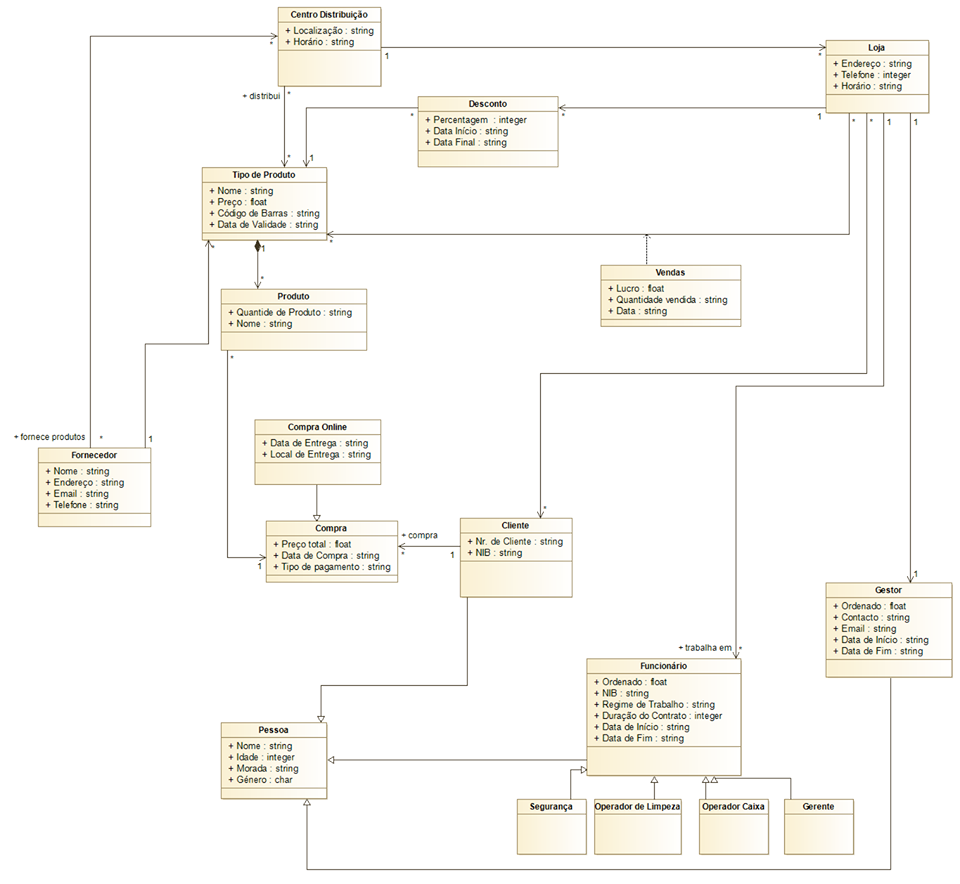 Centro Distribuição
+ Localização : string
+ Horário : string
*
1
*
Loja
+ Endereço : string
+ Telefone : integer
+ Horário : string
+ distribui
*
Desconto
+ Percentagem : integer
+ Data Início : string
+ Data Final : string
*
*
1
*
*
1
1
*
1
Tipo de Produto
+ Nome : string
+ Preço : float
+ Código de Barras : string
+ Data de Validade : string
*
1
*
Vendas
+ Lucro : float
+ Quantidade vendida : string
+ Data : string
*
Produto
+ Quantide de Produto : string
+ Nome : string
*
+ fornece produtos
*
1
Fornecedor
+ Nome : string
+ Endereço : string
+ Email : string
+ Telefone : string
Compra Online
+ Data de Entrega : string
+ Local de Entrega : string
*
Compra
+ Preço total : float
+ Data de Compra : string
+ Tipo de pagamento : string
1
+ compra
*
1
Cliente
+ Nr. de Cliente : string
+ NIB : string
1
Gestor
+ Ordenado : float
+ Contacto : string
+ Email : string
+ Data de Início : string
+ Data de Fim : string
+ trabalha em
*
Funcionário
+ Ordenado : float
+ NIB : string
+ Regime de Trabalho : string
+ Duração do Contrato : integer
+ Data de Início : string
+ Data de Fim : string
Pessoa
+ Nome : string
+ Idade : integer
+ Morada : string
+ Género : char
Segurança
Operador de Limpeza
Operador Caixa
Gerente